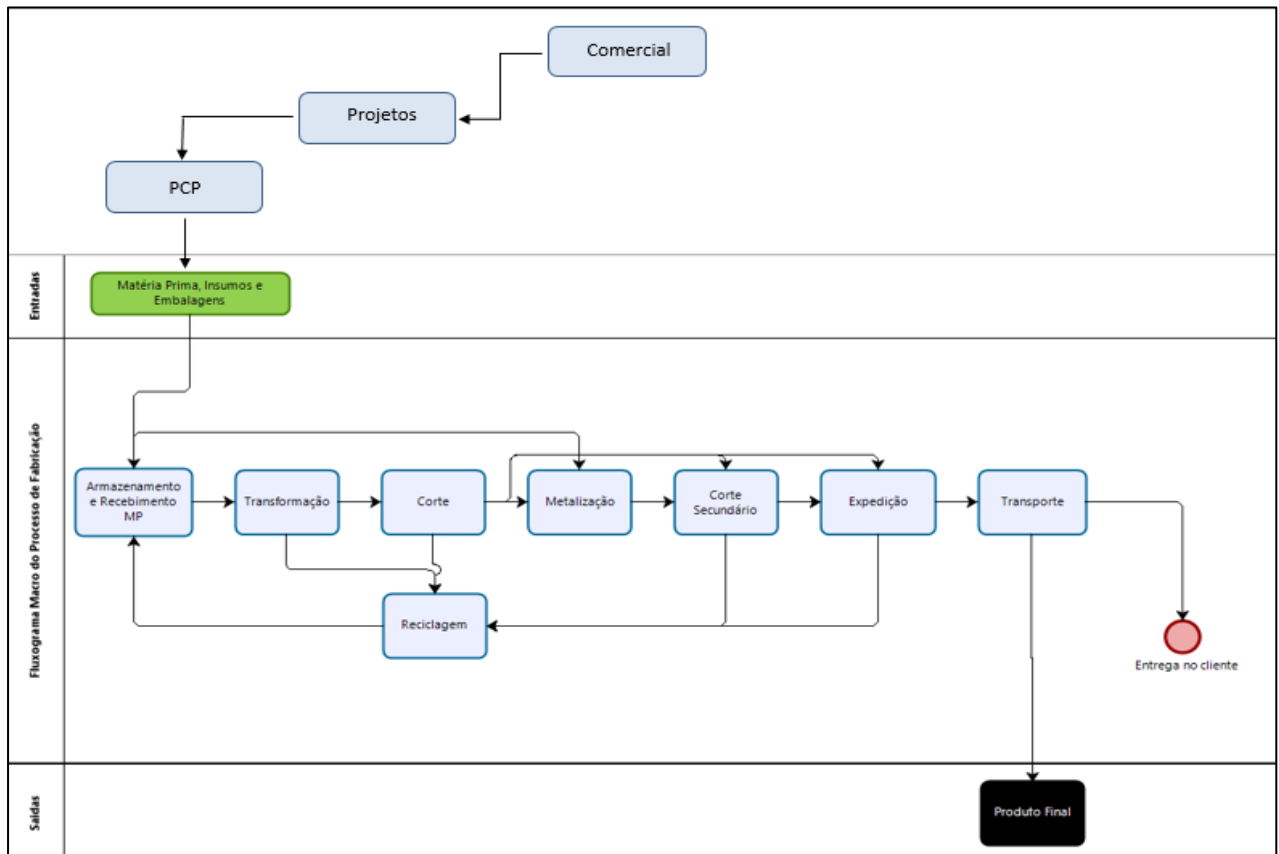 Comercial
Projetos
PCP
Entradas
Matéria Prima, Insumos e
Embalagens
Fluxograma Macro do Processo de Fabricação
Armazenamento
e Recebimento
MP
Transformação
Corte
Metalização
Corte
Secundário
Expedição
Transporte
Reciclagem
Entrega no cliente
Saídas
Produto Final